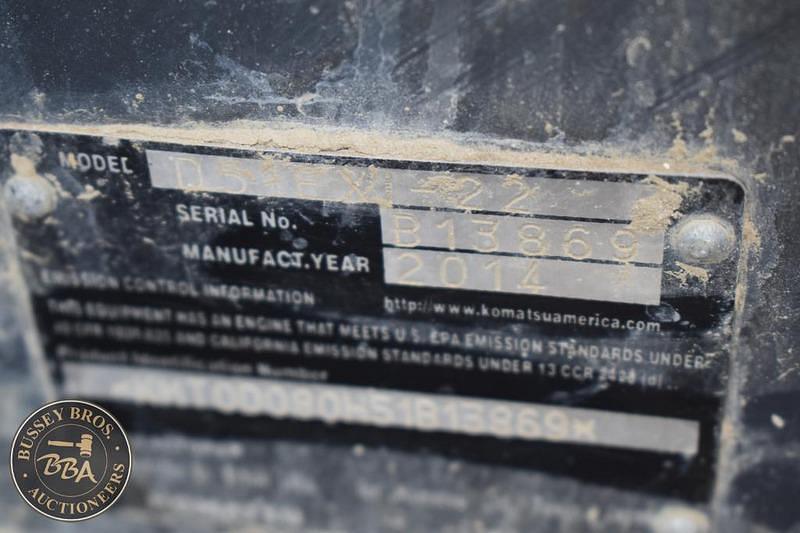 MODEL D51EX-22
SERIAL No. B13869
MANUFACT.YEAR 2014
EMISSION CONTROL INFORMATION http://www.komatsuamerica.com
THIS EQUIPMENT HAS AN ENGINE THAT MEETS U.S. EPA EMISSION STANDARDS UNDER
AND CALIFORNIA EMISSION STANDARDS UNDER 13 CCR
Product Identification Number
BUSSEY BROS.
BBA
AUCTIONEERS